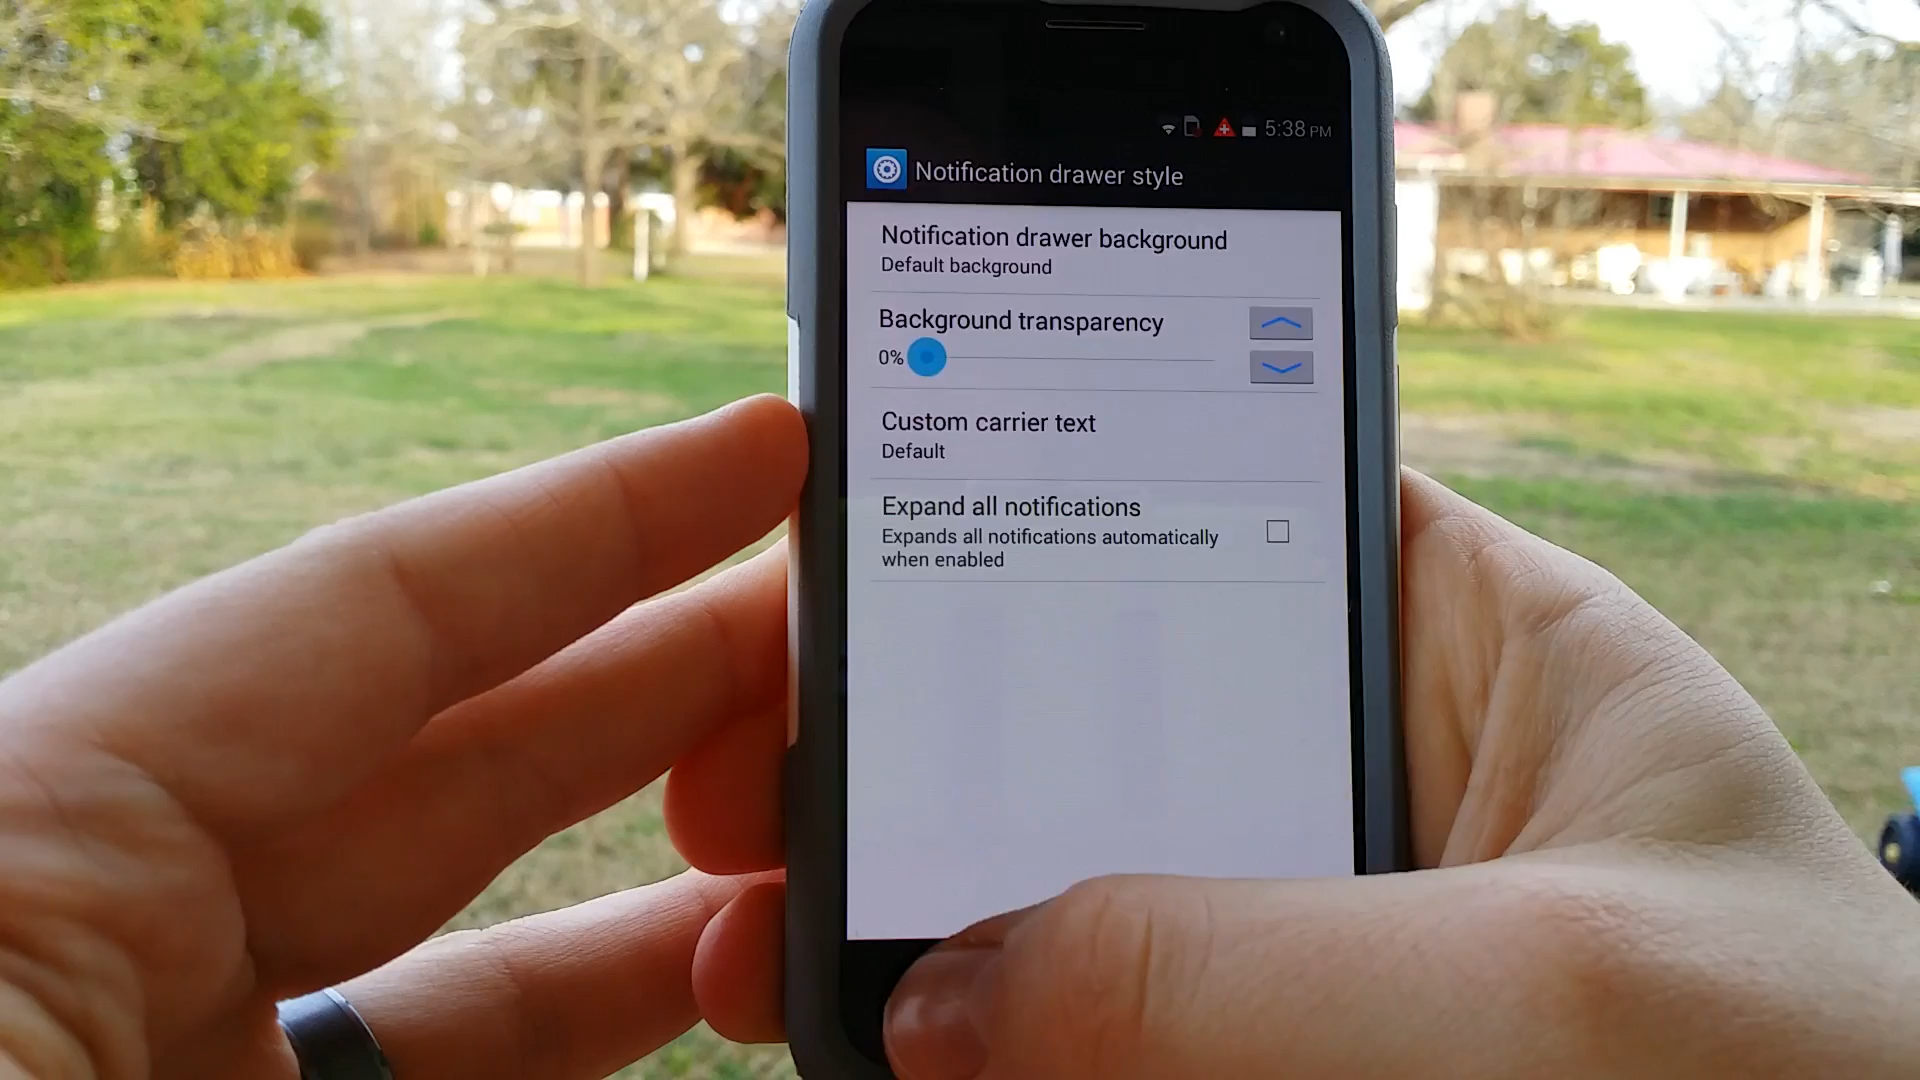 5:38 PM
Notification drawer style
Notification drawer background
Default background
Background transparency
0%
Custom carrier text
Default
Expand all notifications
Expands all notifications automatically
when enabled